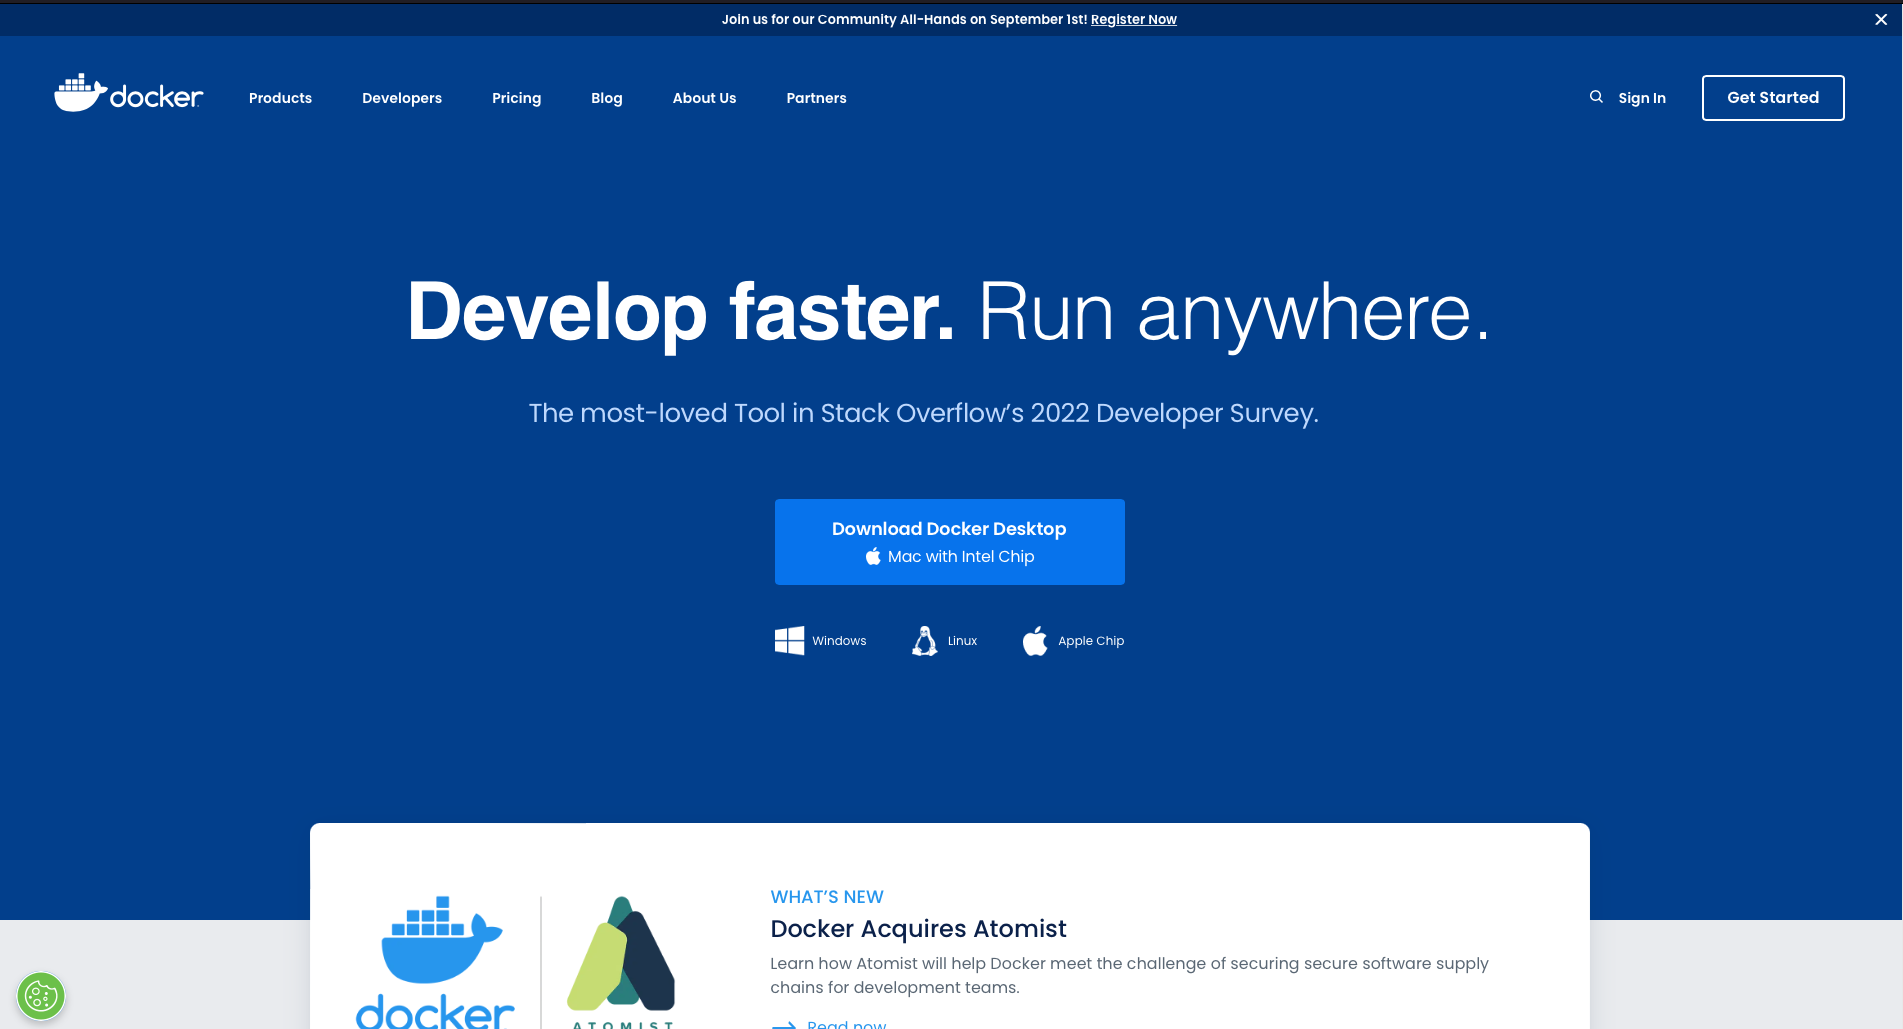 Join us for our Community All-Hands on September 1st! Register Now
docker
Products Developers Pricing Blog About Us Partners
Sign In
Get Started
Develop faster. Run anywhere.
The most-loved Tool in Stack Overflow’s 2022 Developer Survey.
Download Docker Desktop
Mac with Intel Chip
Windows Linux Apple Chip
docker
ATOMIST
WHAT’S NEW
Docker Acquires Atomist
Learn how Atomist will help Docker meet the challenge of securing secure software supply
chains for development teams.
Read now